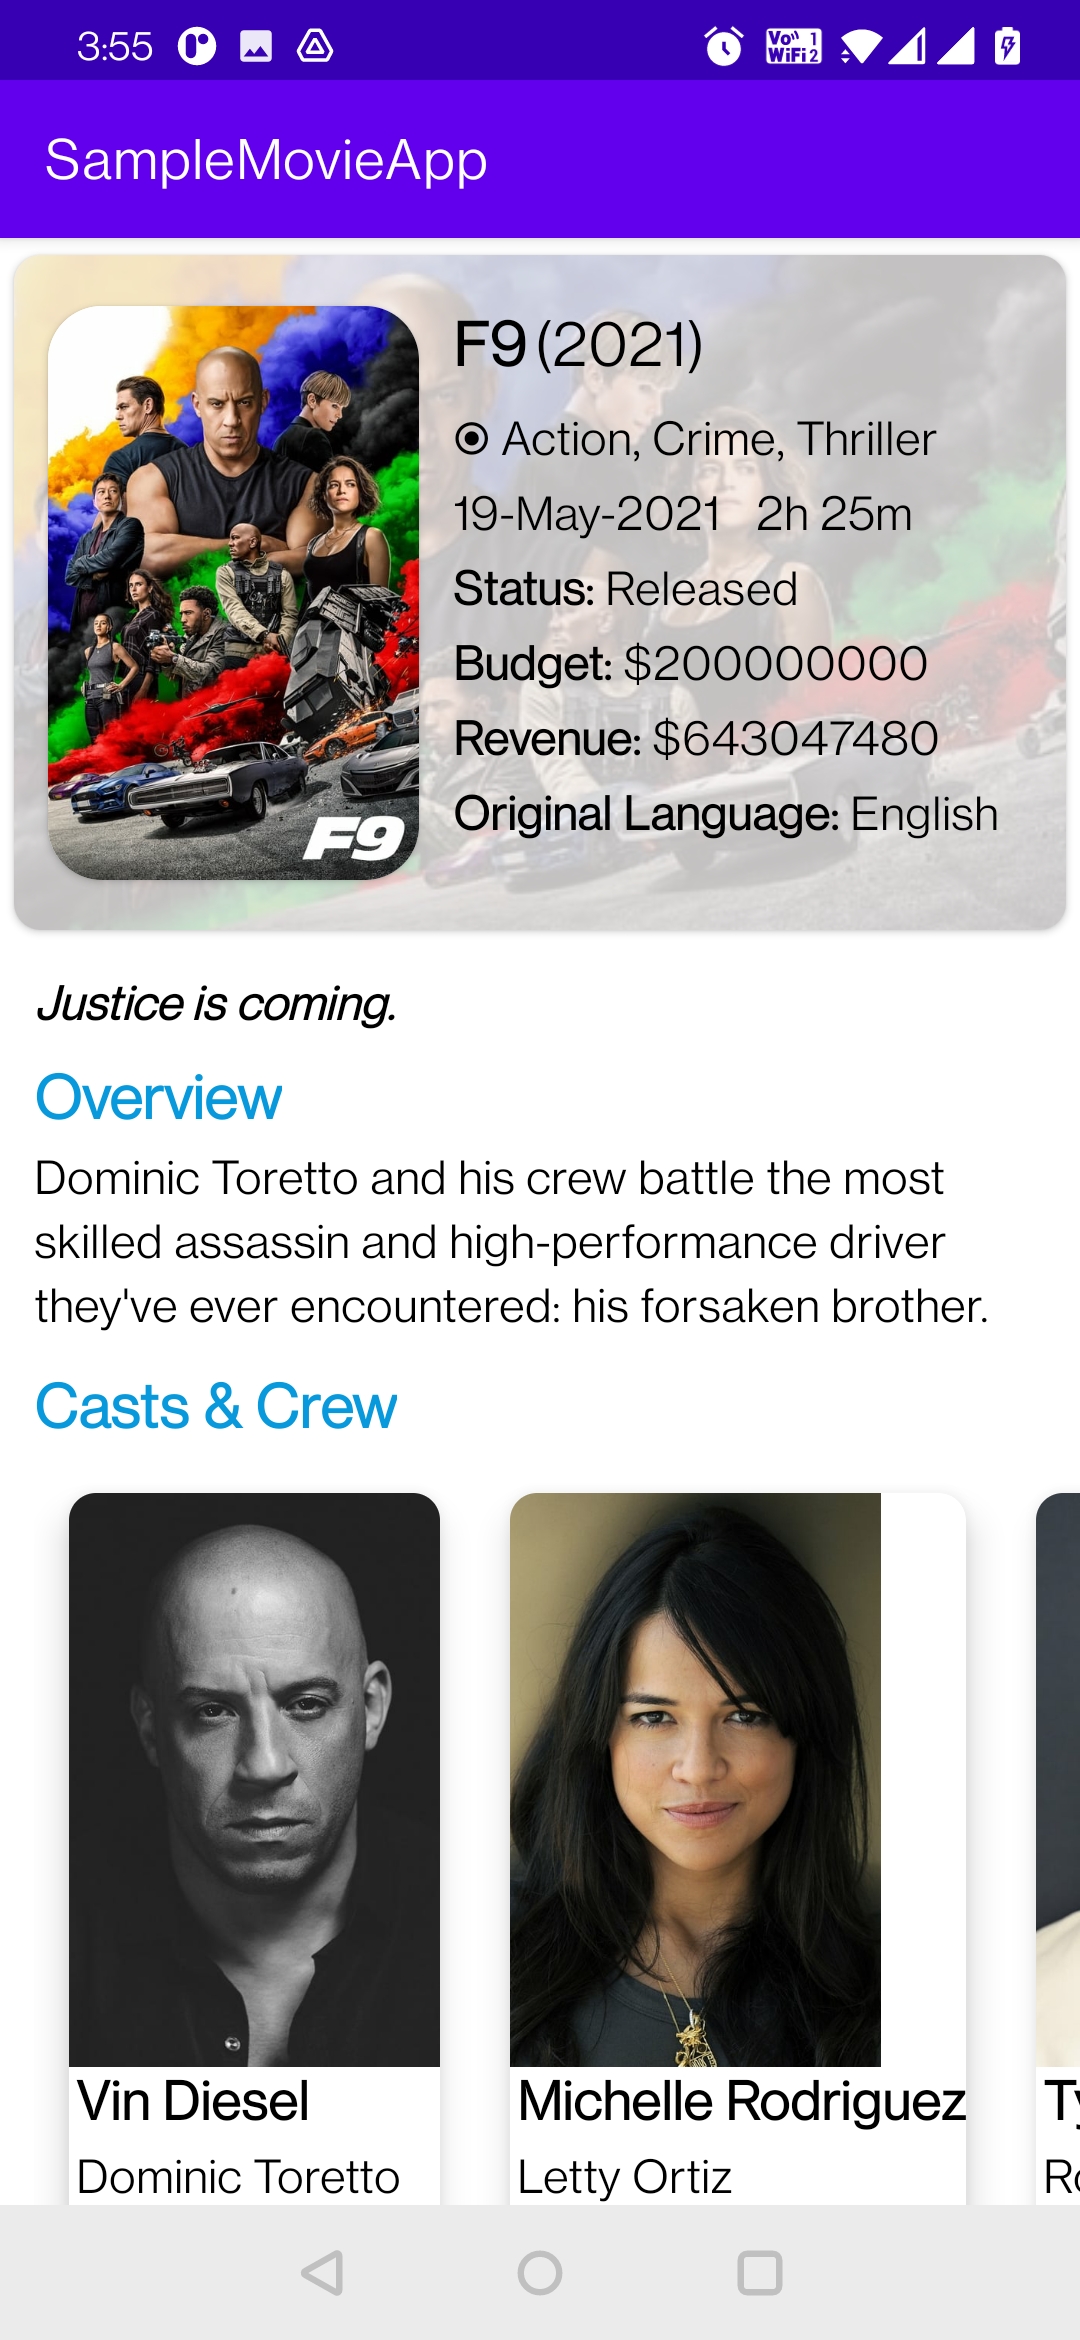 3:55
Vo 1
WiFi 2
SampleMovieApp
F9 (2021)
Action, Crime, Thriller
19-May-2021 2h 25m
Status: Released
Budget: $200000000
Revenue: $643047480
Original Language: English
F9
Justice is coming.
Overview
Dominic Toretto and his crew battle the most
skilled assassin and high-performance driver
they've ever encountered: his forsaken brother.
Casts & Crew
Vin Diesel
Dominic Toretto
Michelle Rodriguez
Letty Ortiz